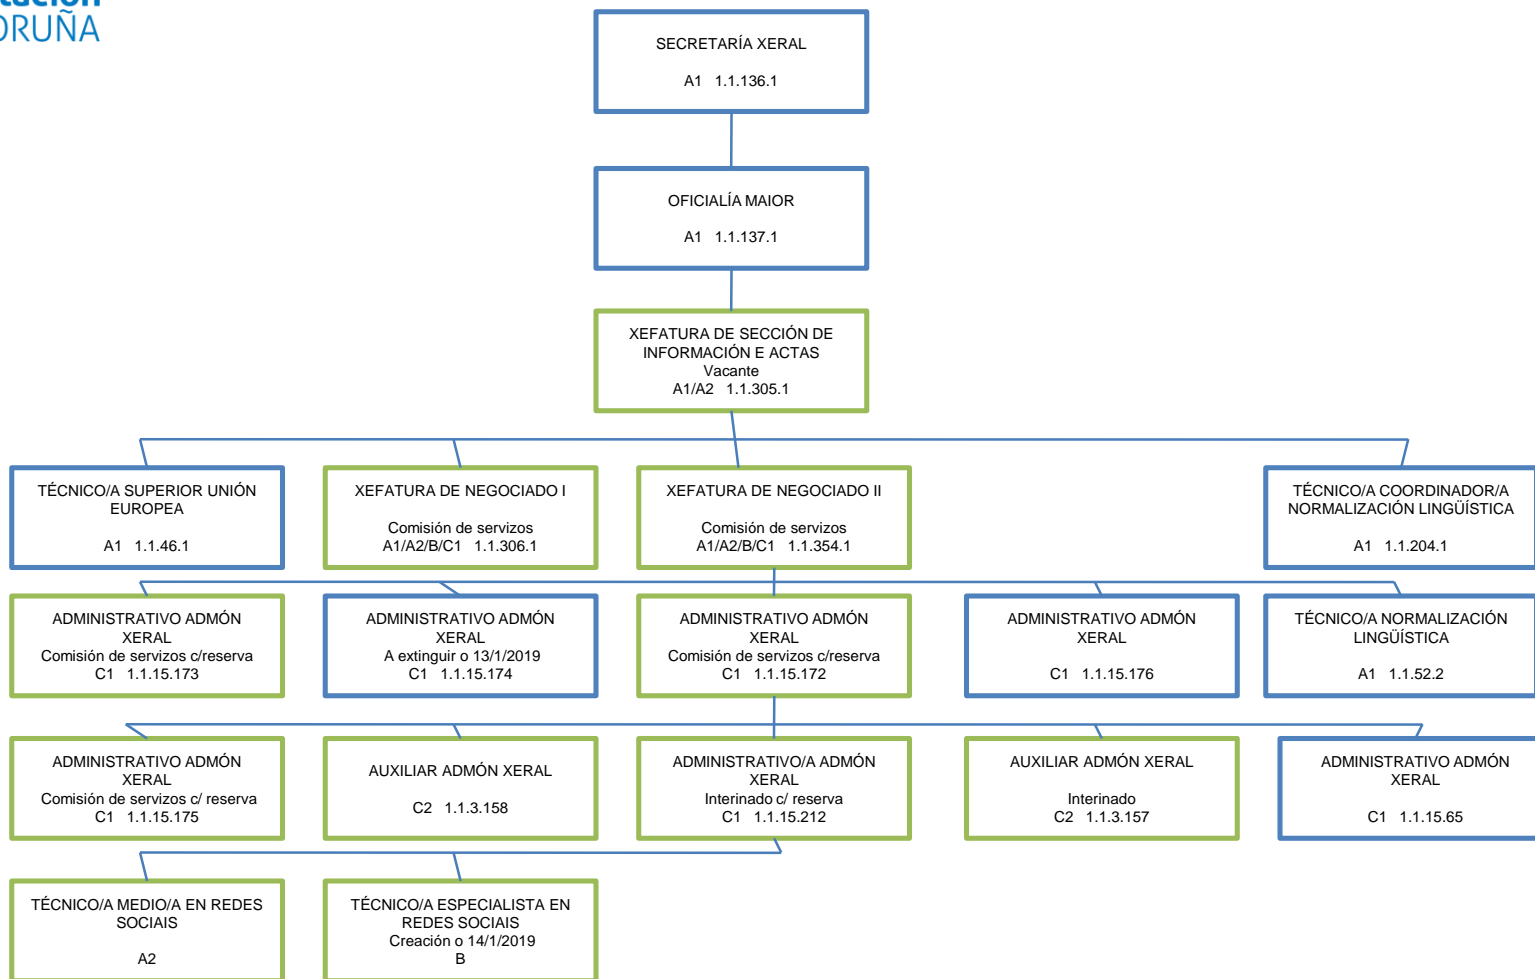 ORUÑA
SECRETARÍA XERAL
A1 1.1.136.1
OFICIALÍA MAIOR
A1 1.1.137.1
XEFATURA DE SECCIÓN DE
INFORMACIÓN E ACTAS
Vacante
A1/A2 1.1.305.1
TÉCNICO/A SUPERIOR UNIÓN
EUROPEA
A1 1.1.46.1
XEFATURA DE NEGOCIADO I
Comisión de servizos
A1/A2/B/C1 1.1.306.1
XEFATURA DE NEGOCIADO II
Comisión de servizos
A1/A2/B/C1 1.1.354.1
TÉCNICO/A COORDINADOR/A
NORMALIZACIÓN LINGÜÍSTICA
A1 1.1.204.1
ADMINISTRATIVO ADMÓN
XERAL
Comisión de servizos c/reserva
C1 1.1.15.173
ADMINISTRATIVO ADMÓN
XERAL
A extinguir o 13/1/2019
C1 1.1.15.174
ADMINISTRATIVO ADMÓN
XERAL
Comisión de servizos c/reserva
C1 1.1.15.172
ADMINISTRATIVO ADMÓN
XERAL
C1 1.1.15.176
TÉCNICO/A NORMALIZACIÓN
LINGÜÍSTICA
A1 1.1.52.2
ADMINISTRATIVO ADMÓN
XERAL
Comisión de servizos c/ reserva
C1 1.1.15.175
AUXILIAR ADMÓN XERAL
C2 1.1.3.158
ADMINISTRATIVO/A ADMÓN
XERAL
Interinado c/ reserva
C1 1.1.15.212
AUXILIAR ADMÓN XERAL
Interinado
C2 1.1.3.157
ADMINISTRATIVO ADMÓN
XERAL
C1 1.1.15.65
TÉCNICO/A MEDIO/A EN REDES
SOCIAIS
A2
TÉCNICO/A ESPECIALISTA EN
REDES SOCIAIS
Creación o 14/1/2019
B